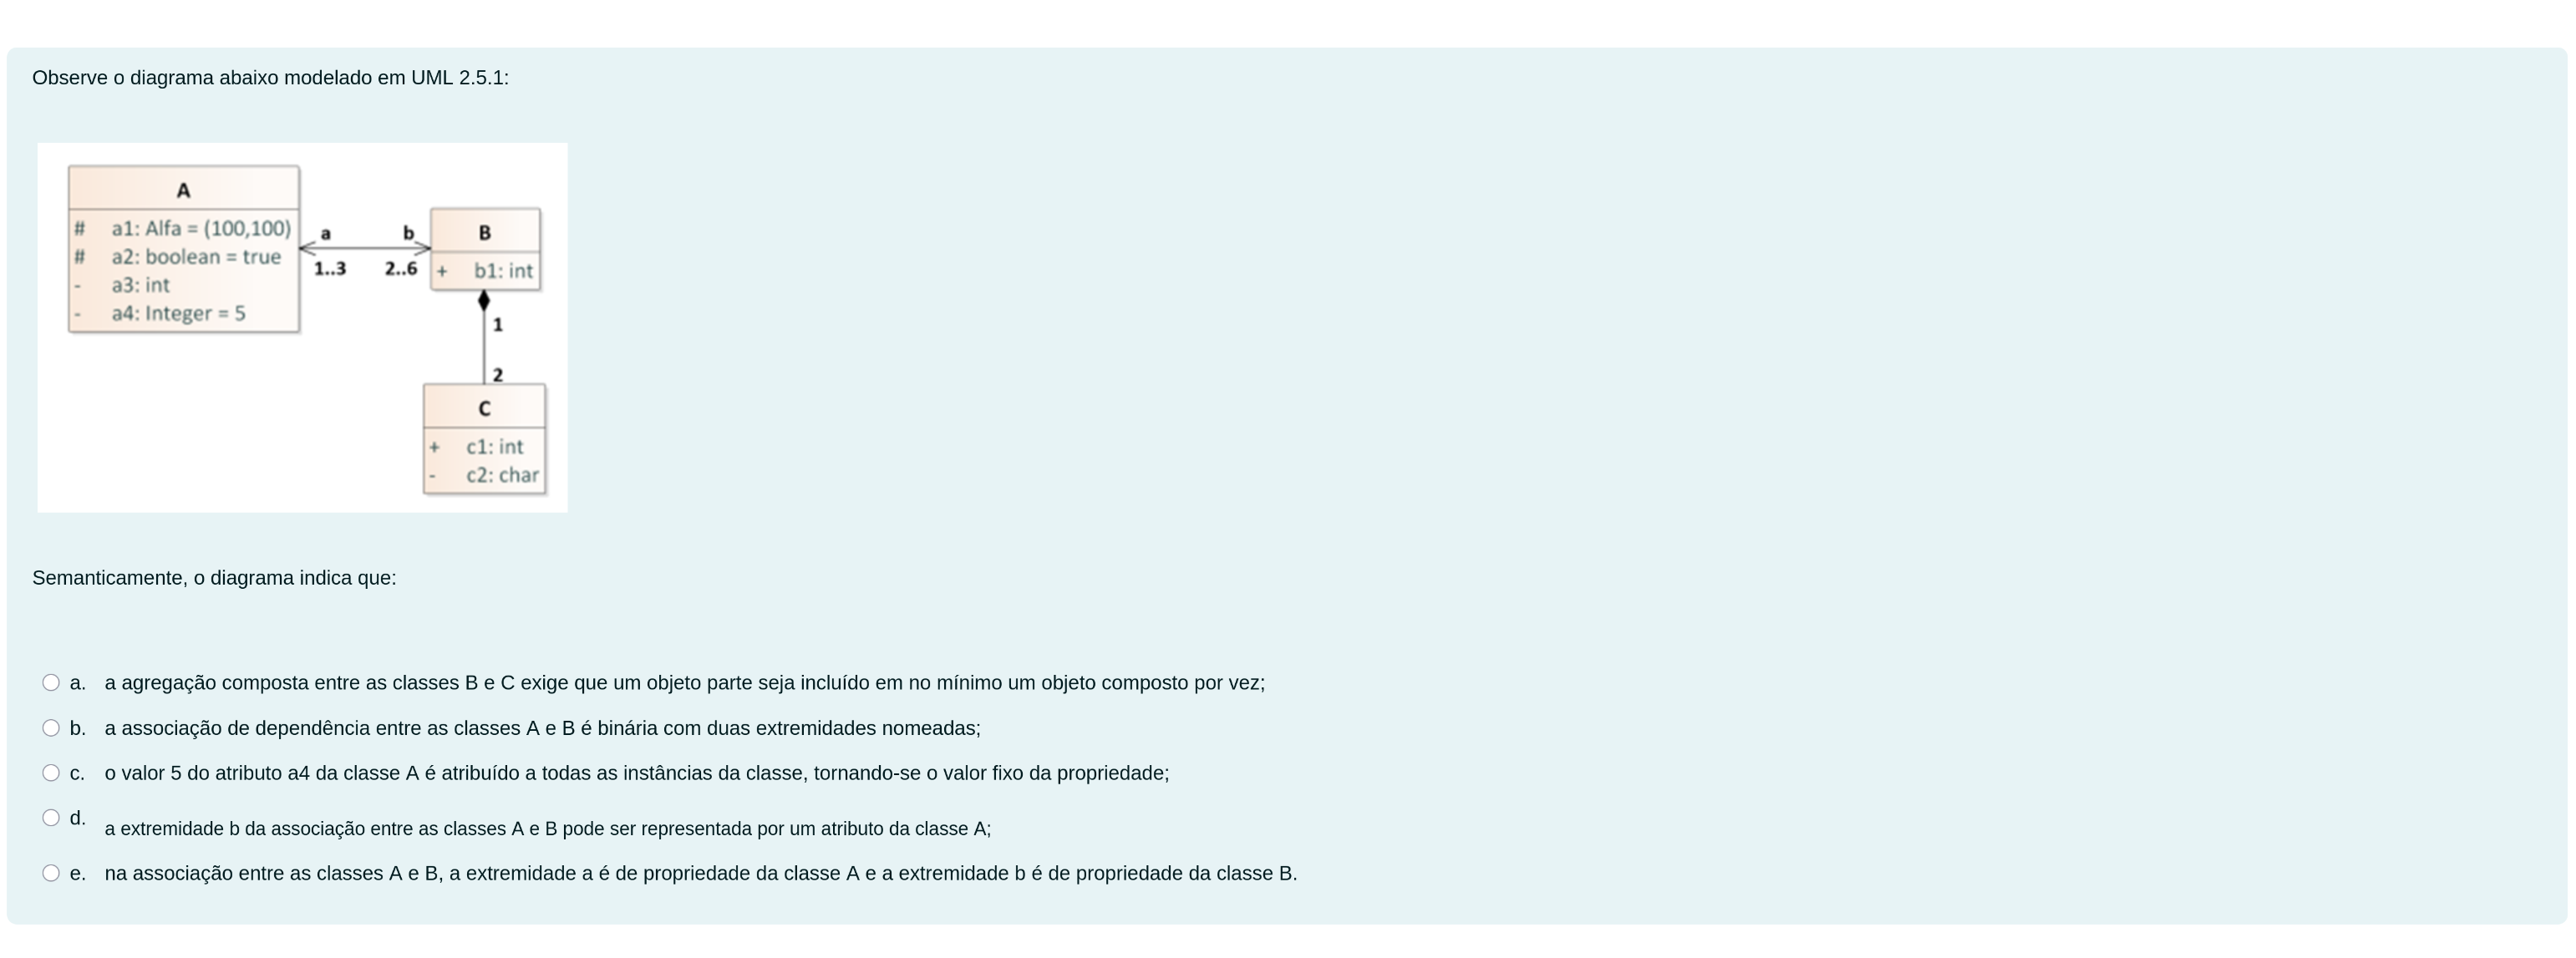 Observe o diagrama abaixo modelado em UML 2.5.1:
A
# a1: Alfa = (100,100)
# a2: boolean = true
- a3: int
- a4: Integer = 5
a b
1..3 2..6
B
+ b1: int
1
2
C
+ c1: int
- c2: char
Semanticamente, o diagrama indica que:
a. a agregação composta entre as classes B e C exige que um objeto parte seja incluído em no mínimo um objeto composto por vez;
b. a associação de dependência entre as classes A e B é binária com duas extremidades nomeadas;
c. o valor 5 do atributo a4 da classe A é atribuído a todas as instâncias da classe, tornando-se o valor fixo da propriedade;
d. a extremidade b da associação entre as classes A e B pode ser representada por um atributo da classe A;
e. na associação entre as classes A e B, a extremidade a é de propriedade da classe A e a extremidade b é de propriedade da classe B.